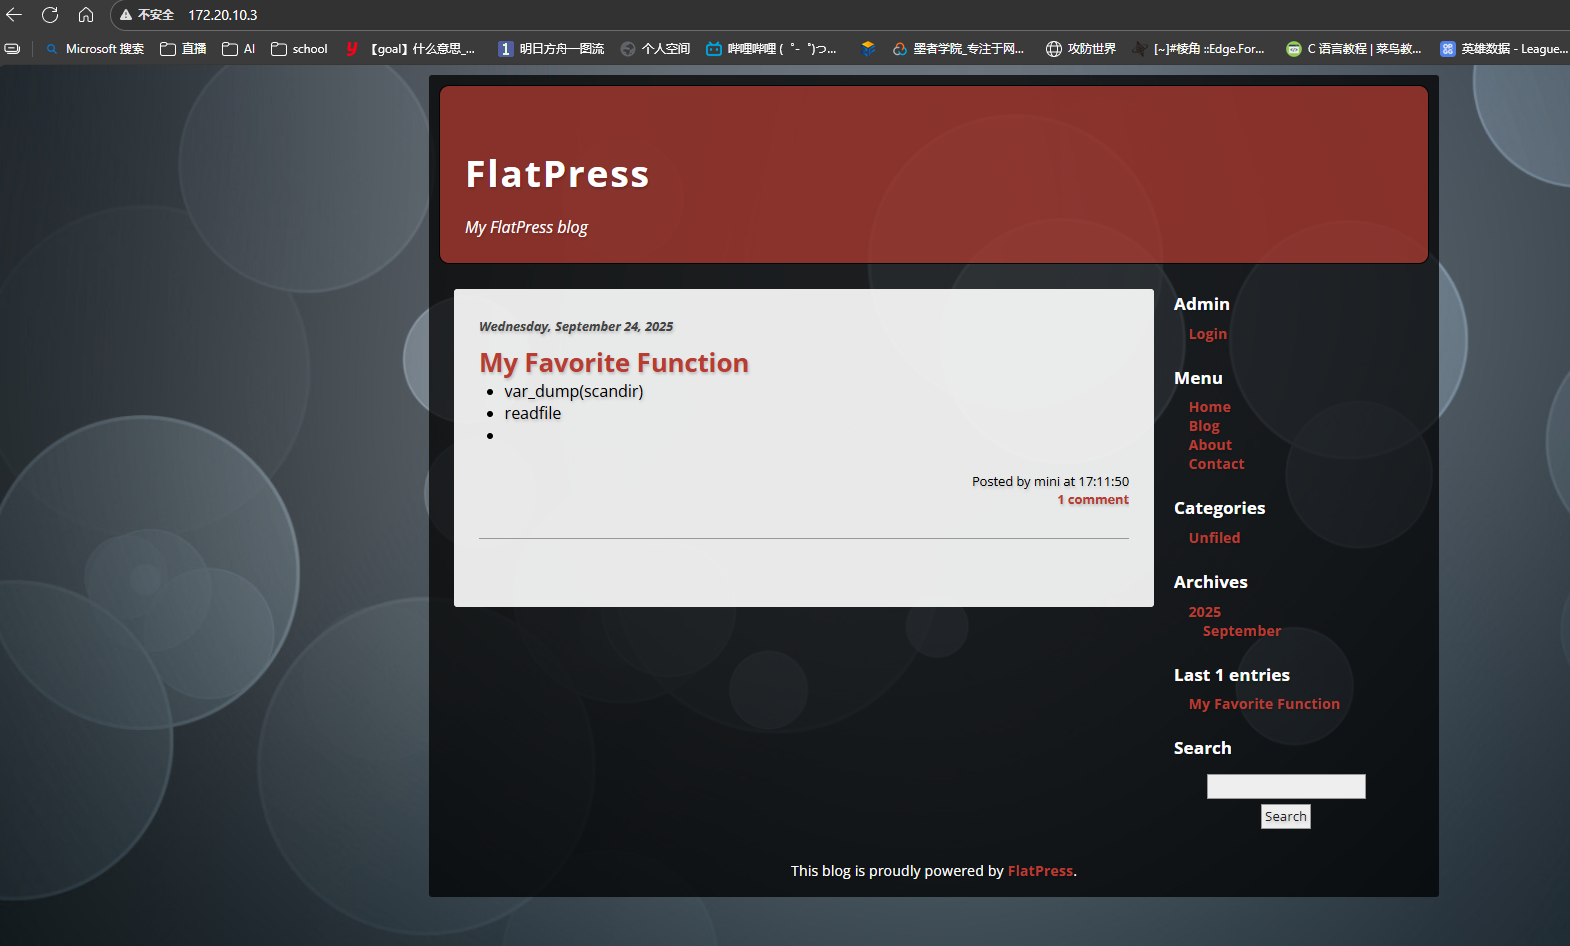 不安全 172.20.10.3
Microsoft 搜索 直播 AI school 【goal】什么意思_... 明日方舟一图流 个人空间 哔哩哔哩 ( ゜- ゜)つ... 墨者学院_专注于网... 攻防世界 [~]#棱角 ::Edge.For... C 语言教程 | 菜鸟教... 英雄数据 - League...
FlatPress
My FlatPress blog
Wednesday, September 24, 2025
My Favorite Function
var_dump(scandir)
readfile
Posted by mini at 17:11:50
1 comment
Admin
Login
Menu
Home
Blog
About
Contact
Categories
Unfiled
Archives
2025
September
Last 1 entries
My Favorite Function
Search
Search
This blog is proudly powered by FlatPress.